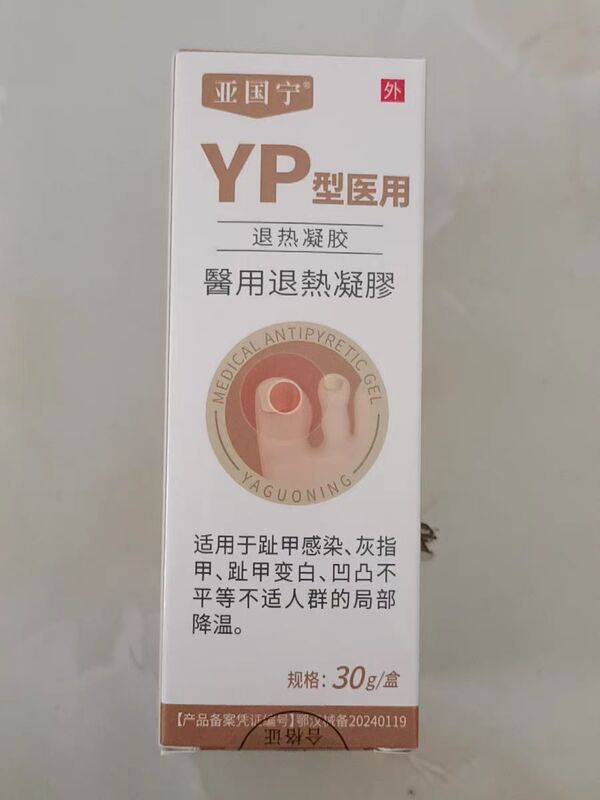 亚国宁®
外
YP型医用
退热凝胶
醫用退熱凝膠
MEDICAL ANTIPYRETIC GEL
YAGUONING
适用于趾甲感染、灰指
甲、趾甲变白、凹凸不
平等不适人群的局部
降温。
规格：30g/盒
【产品备案凭证编号】鄂汉械备20240119
合格证